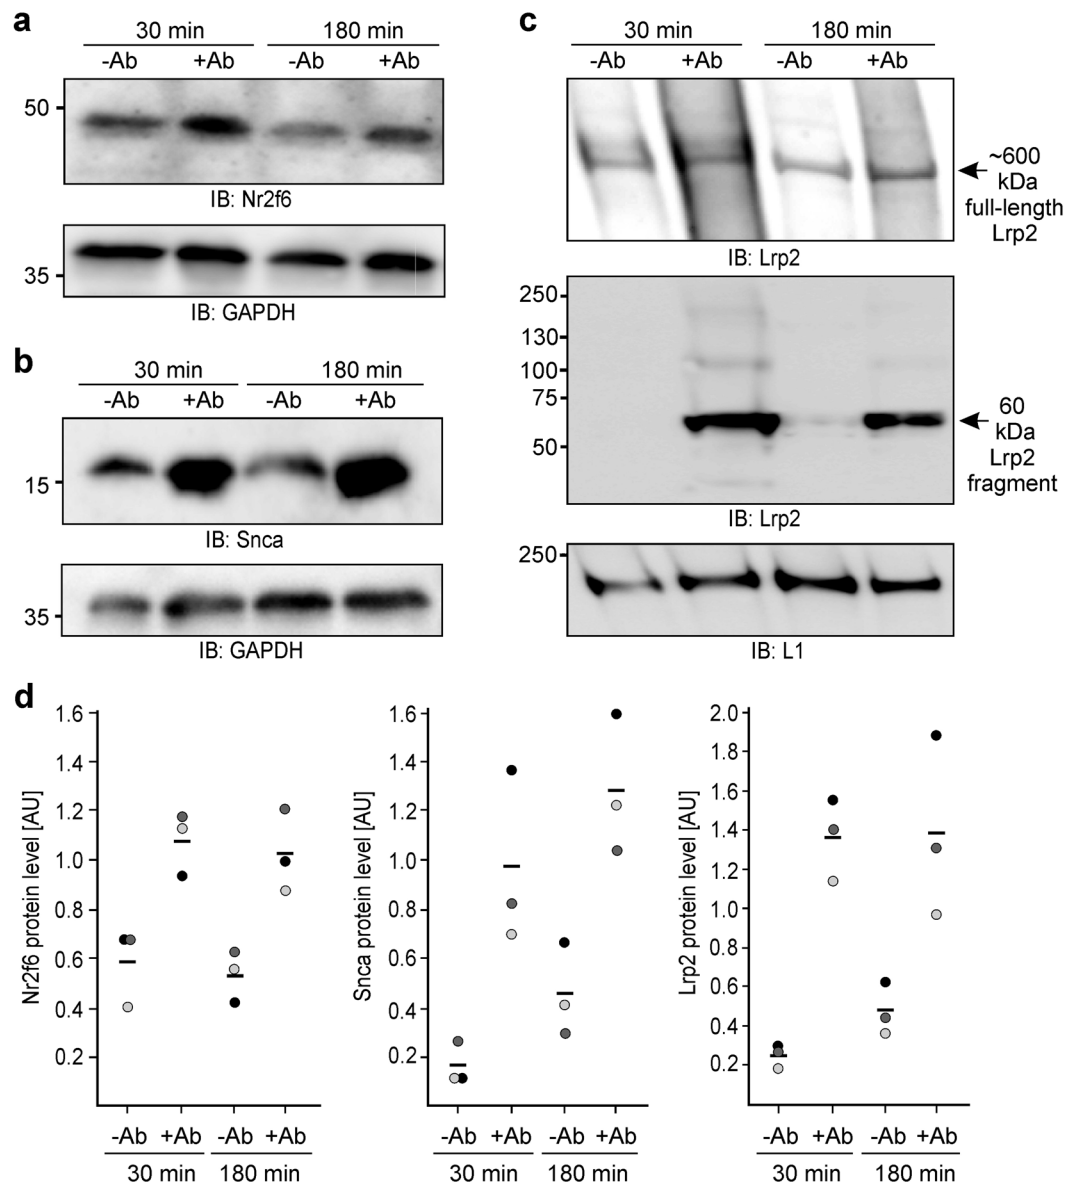 a
30 min 180 min
-Ab +Ab -Ab +Ab
50
IB: Nr2f6
35
IB: GAPDH
b
30 min 180 min
-Ab +Ab -Ab +Ab
15
IB: Snca
35
IB: GAPDH
c
30 min 180 min
-Ab +Ab -Ab +Ab
~600
kDa
full-length
Lrp2
IB: Lrp2
250
130
100
75
50
60
kDa
Lrp2
fragment
IB: Lrp2
250
IB: L1
d
Nr2f6 protein level [AU]
1.6
1.4
1.2
1.0
0.8
0.6
0.4
0.2
-Ab +Ab -Ab +Ab
30 min 180 min
Snca protein level [AU]
1.6
1.4
1.2
1.0
0.8
0.6
0.4
0.2
-Ab +Ab -Ab +Ab
30 min 180 min
Lrp2 protein level [AU]
2.0
1.8
1.6
1.4
1.2
1.0
0.8
0.6
0.4
0.2
-Ab +Ab -Ab +Ab
30 min 180 min